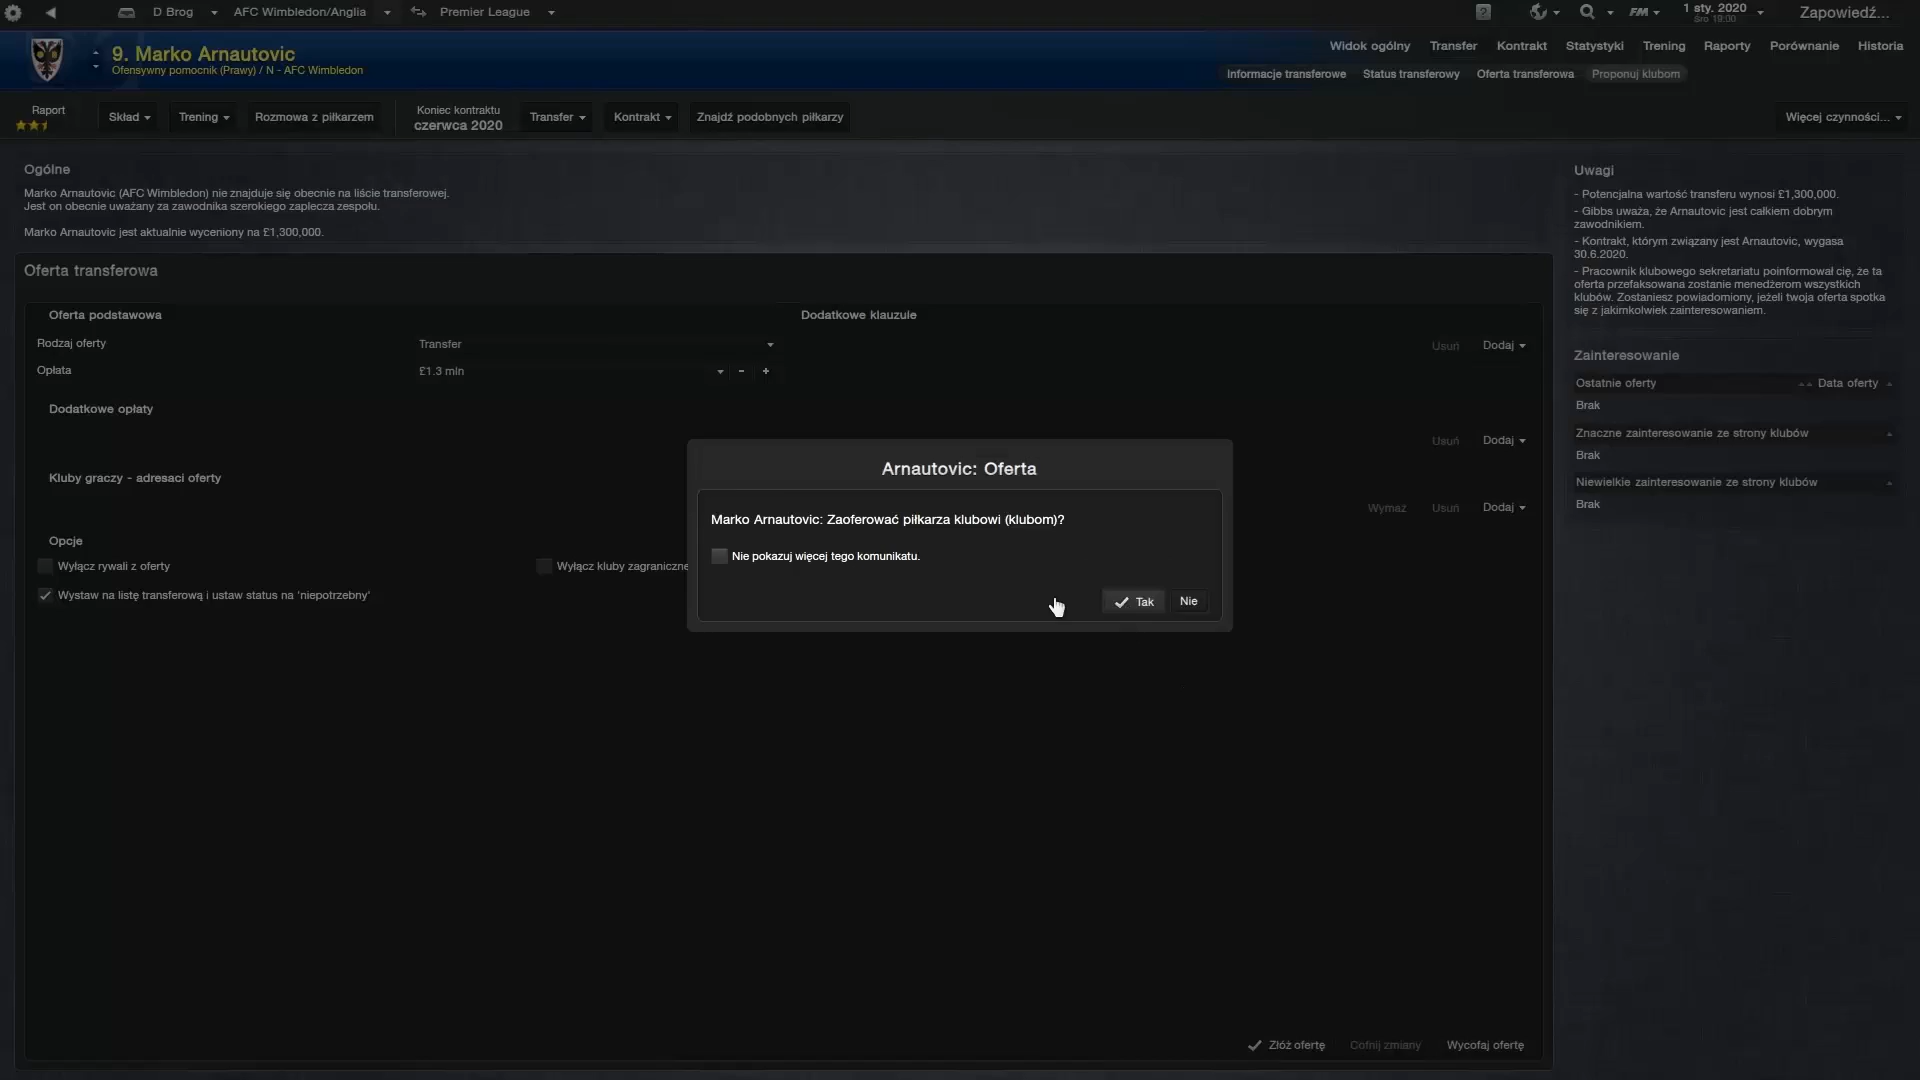 D Brog
AFC Wimbledon/Anglia
Premier League
?
FM
1 sty. 2020
Śro 19:00
Zapowiedź...
9. Marko Arnautovic
Ofensywny pomocnik (Prawy) / N - AFC Wimbledon
Widok ogólny Transfer Kontrakt Statystyki Trening Raporty Porównanie Historia
Informacje transferowe Status transferowy Oferta transferowa Proponuj klubom
Raport
Skład
Trening
Rozmowa z piłkarzem
Koniec kontraktu
czerwca 2020
Transfer
Kontrakt
Znajdź podobnych piłkarzy
Więcej czynności...
Ogólne
Marko Arnautovic (AFC Wimbledon) nie znajduje się obecnie na liście transferowej.
Jest on obecnie uważany za zawodnika szerokiego zaplecza zespołu.
Marko Arnautovic jest aktualnie wyceniony na £1,300,000.
Oferta transferowa
Oferta podstawowa
Rodzaj oferty Transfer
Opłata £1.3 mln - +
Dodatkowe klauzule
Usuń Dodaj
Dodatkowe opłaty
Usuń Dodaj
Kluby graczy - adresaci oferty
Wymaż Usuń Dodaj
Opcje
Wyłącz rywali z oferty
Wyłącz kluby zagraniczne
Wystaw na listę transferową i ustaw status na 'niepotrzebny'
Arnautovic: Oferta
Marko Arnautovic: Zaoferować piłkarza klubowi (klubom)?
Nie pokazuj więcej tego komunikatu.
Tak Nie
Złóż ofertę Cofnij zmiany Wycofaj ofertę
Uwagi
- Potencjalna wartość transferu wynosi £1,300,000.
- Gibbs uważa, że Arnautovic jest całkiem dobrym
zawodnikiem.
- Kontrakt, którym związany jest Arnautovic, wygasa
30.6.2020.
- Pracownik klubowego sekretariatu poinformował cię, że ta
oferta przefaksowana zostanie menedżerom wszystkich
klubów. Zostaniesz powiadomiony, jeżeli twoja oferta spotka
się z jakimkolwiek zainteresowaniem.
Zainteresowanie
Ostatnie oferty Data oferty
Brak
Znaczne zainteresowanie ze strony klubów
Brak
Niewielkie zainteresowanie ze strony klubów
Brak